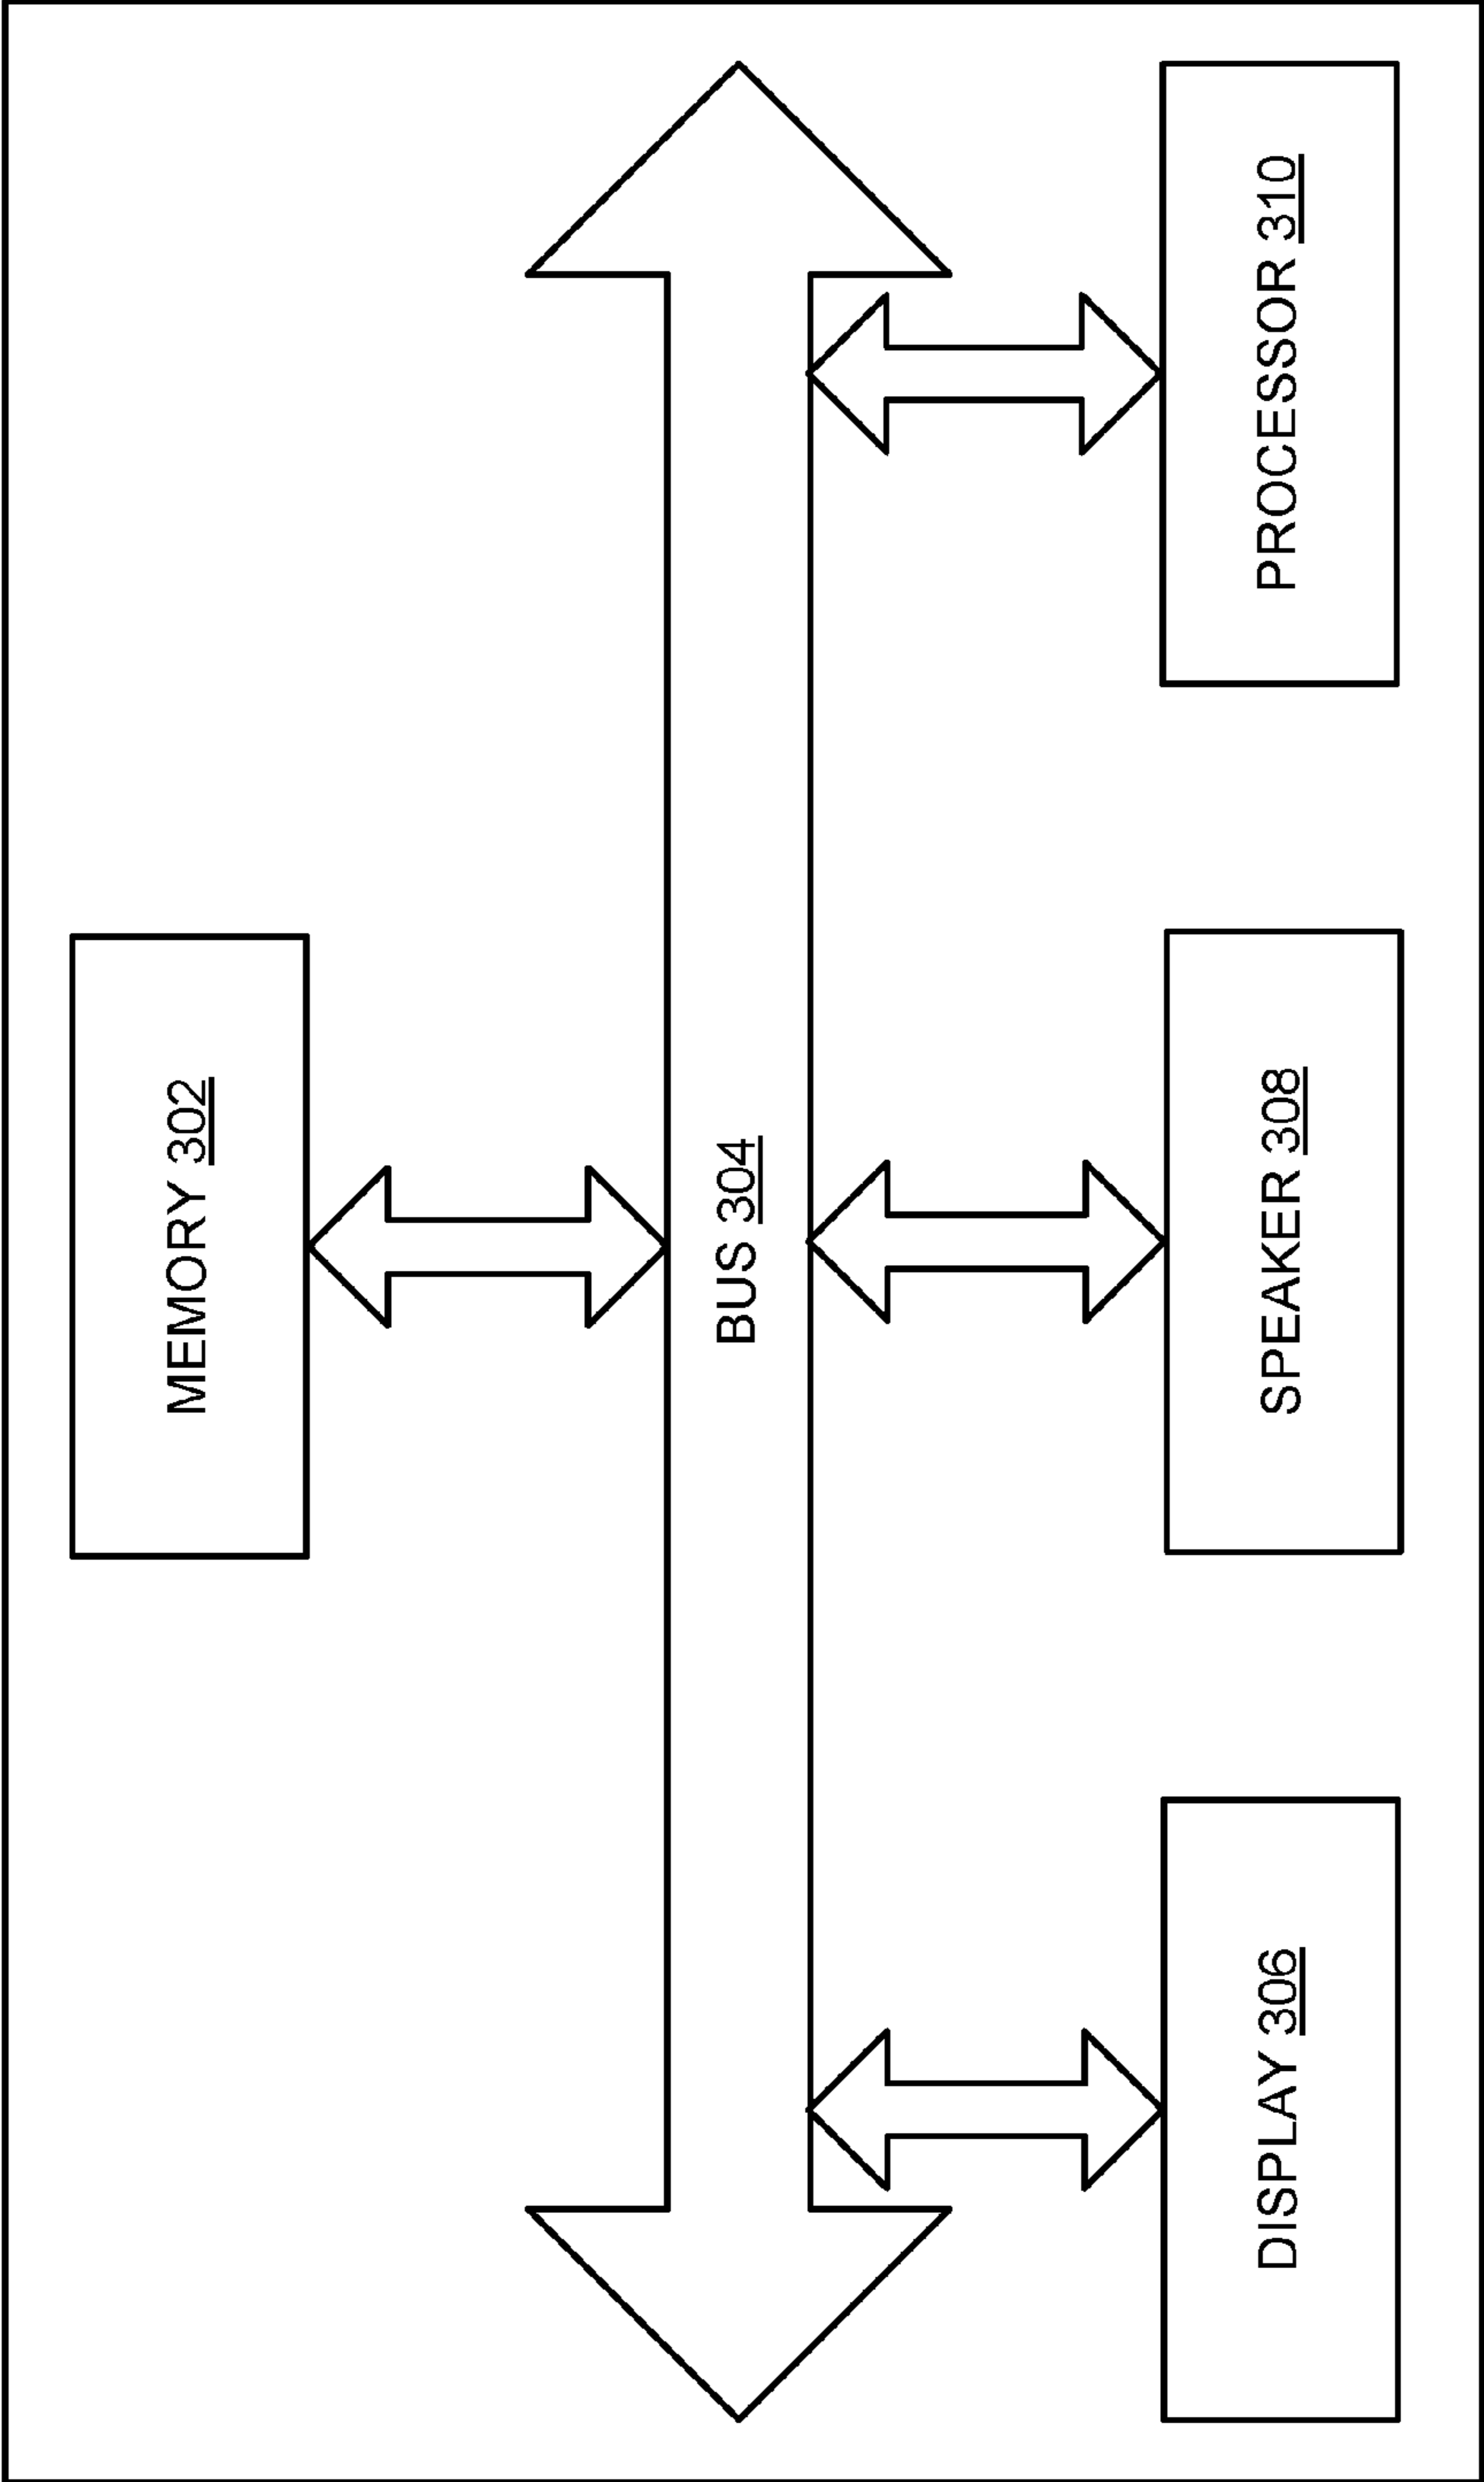 MEMORY 302
BUS 304
DISPLAY 306
SPEAKER 308
PROCESSOR 310